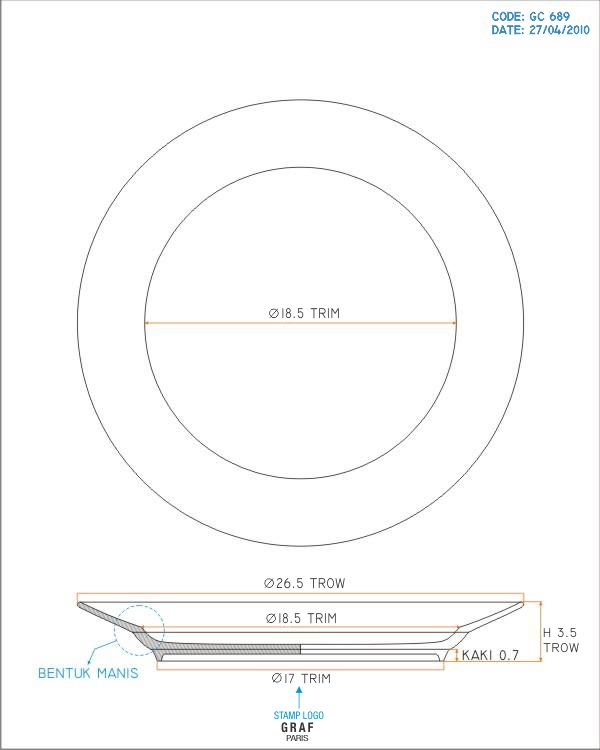 CODE: GC 689
DATE: 27/04/2010
Ø18.5 TRIM
Ø26.5 TROW
Ø18.5 TRIM
H 3.5
TROW
KAKI 0.7
BENTUK MANIS
Ø17 TRIM
STAMP LOGO
GRAF
PARIS